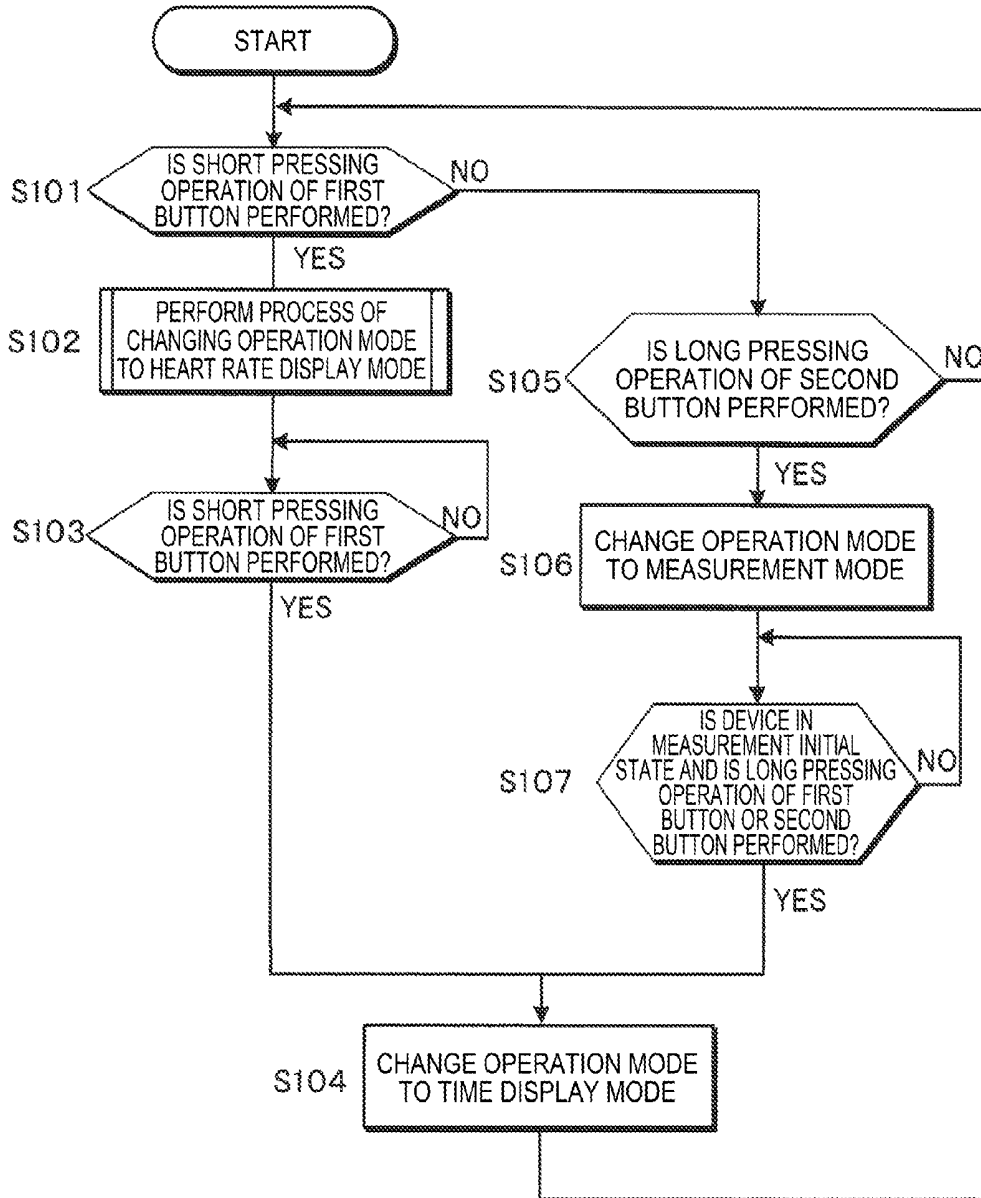 START
S101
IS SHORT PRESSING
OPERATION OF FIRST
BUTTON PERFORMED?
NO
YES
S102
PERFORM PROCESS OF
CHANGING OPERATION MODE
TO HEART RATE DISPLAY MODE
S103
IS SHORT PRESSING
OPERATION OF FIRST
BUTTON PERFORMED?
NO
YES
S105
IS LONG PRESSING
OPERATION OF SECOND
BUTTON PERFORMED?
NO
YES
S106
CHANGE OPERATION MODE
TO MEASUREMENT MODE
S107
IS DEVICE IN
MEASUREMENT INITIAL
STATE AND IS LONG PRESSING
OPERATION OF FIRST
BUTTON OR SECOND
BUTTON PERFORMED?
NO
YES
S104
CHANGE OPERATION MODE
TO TIME DISPLAY MODE